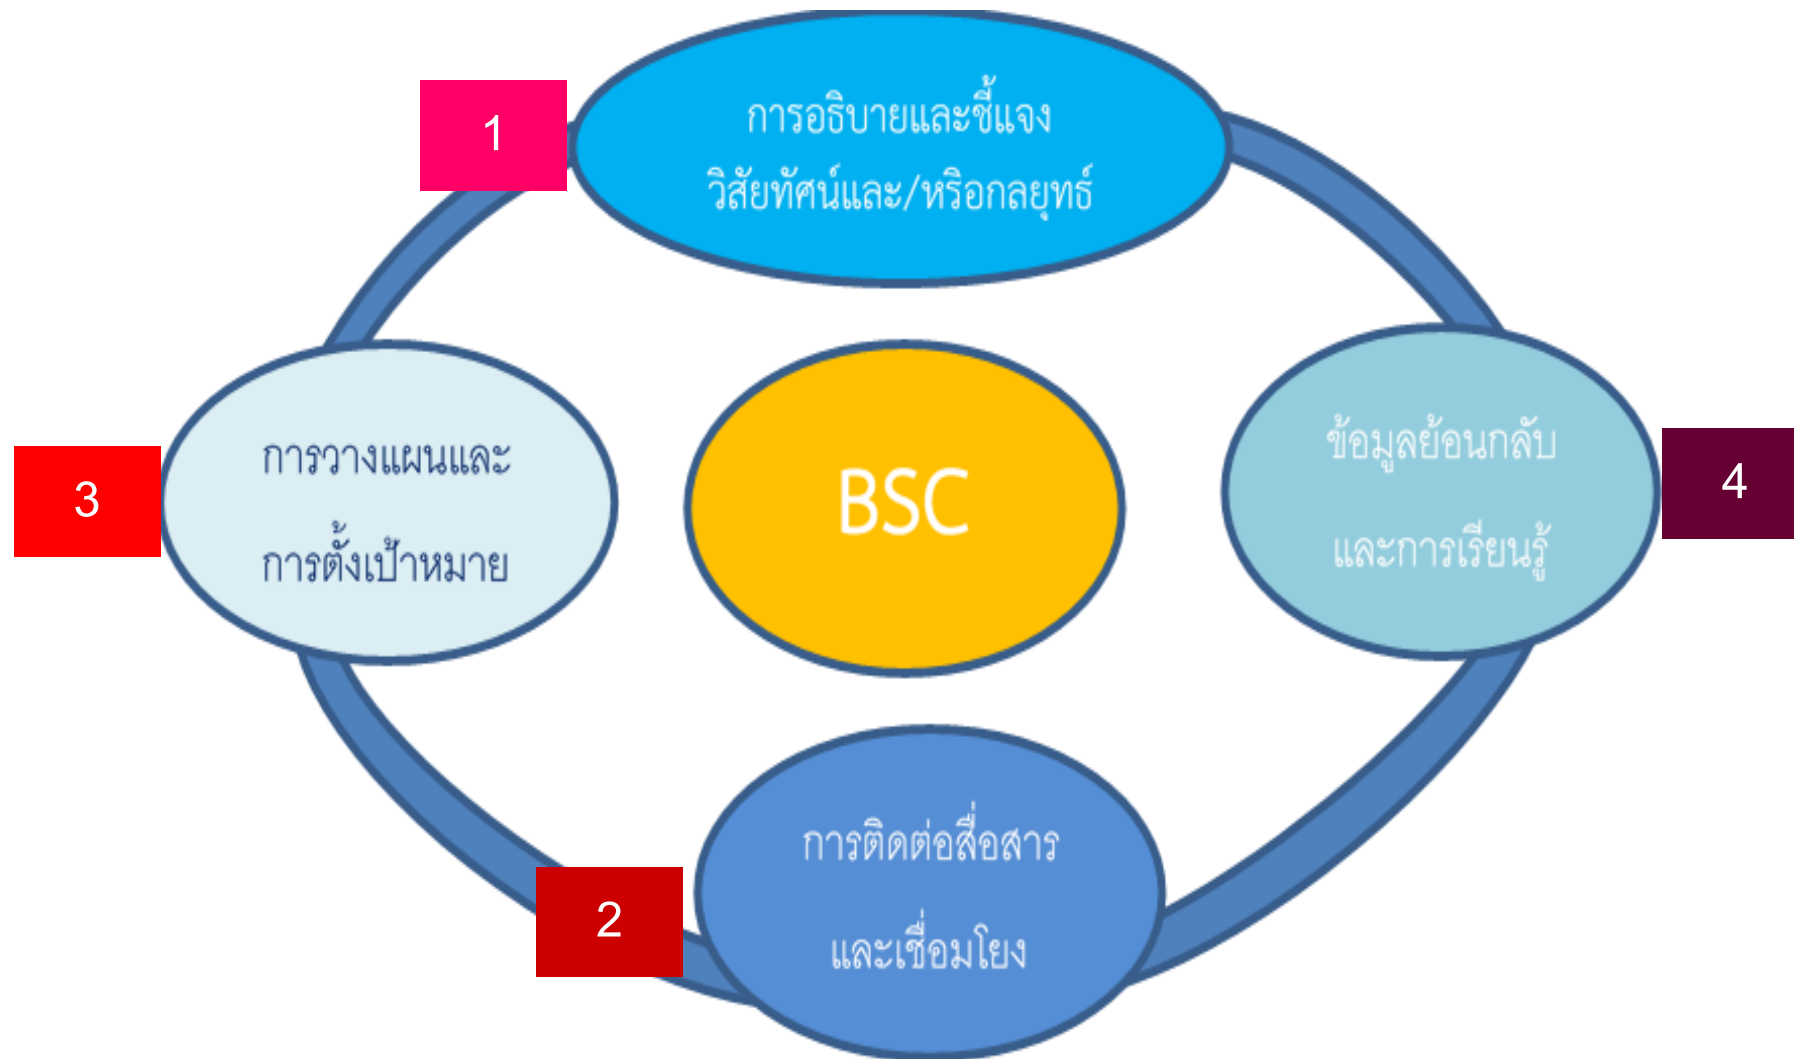 1
การอธิบายและชี้แจง
วิสัยทัศน์และ/หรือกลยุทธ์
3
การวางแผนและ
การตั้งเป้าหมาย
BSC
ข้อมูลย้อนกลับ
และการเรียนรู้
4
2
การติดต่อสื่อสาร
และเชื่อมโยง